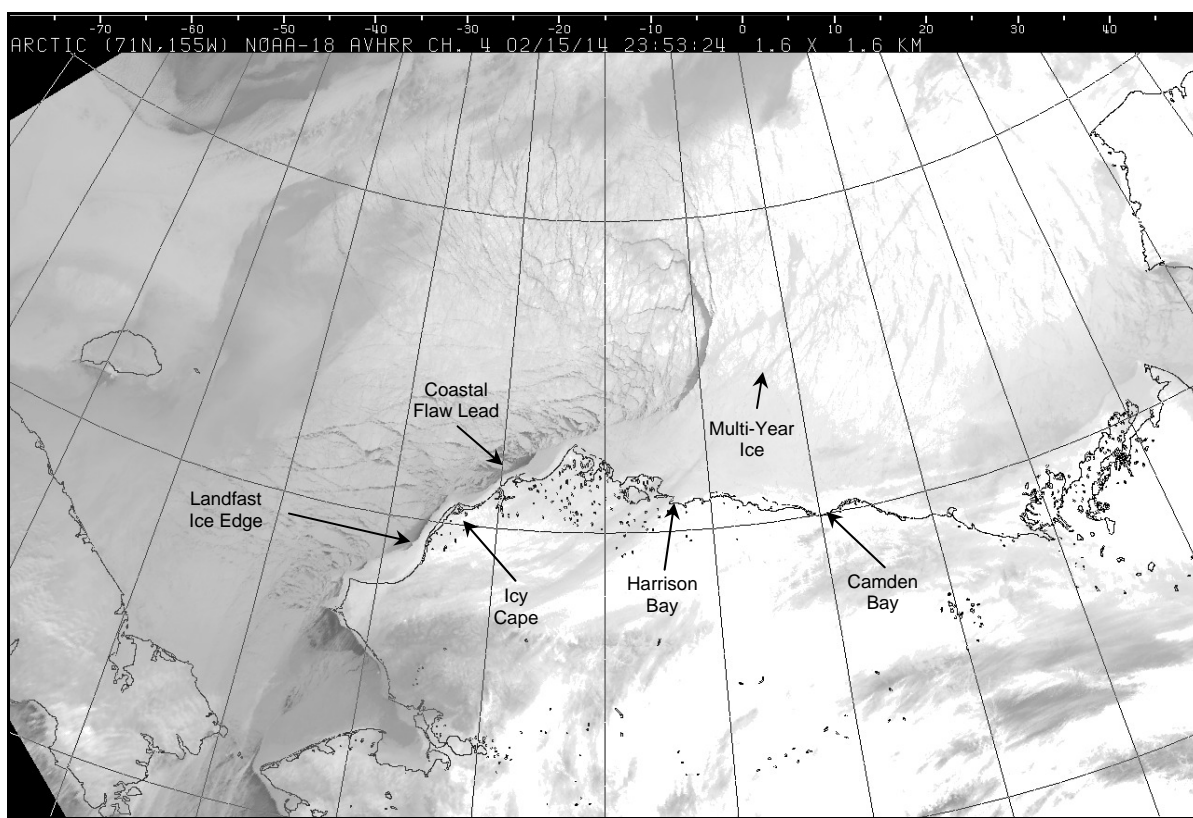 -70 -60 -50 -40 -30 -20 -10 0 10 20 30 40
ARCTIC (71N,155W) NOAA-18 AVHRR CH. 4 02/15/14 23:53:24 1.6 X 1.6 KM
Coastal
Flaw Lead
Multi-Year
Ice
Landfast
Ice Edge
Icy
Cape
Harrison
Bay
Camden
Bay